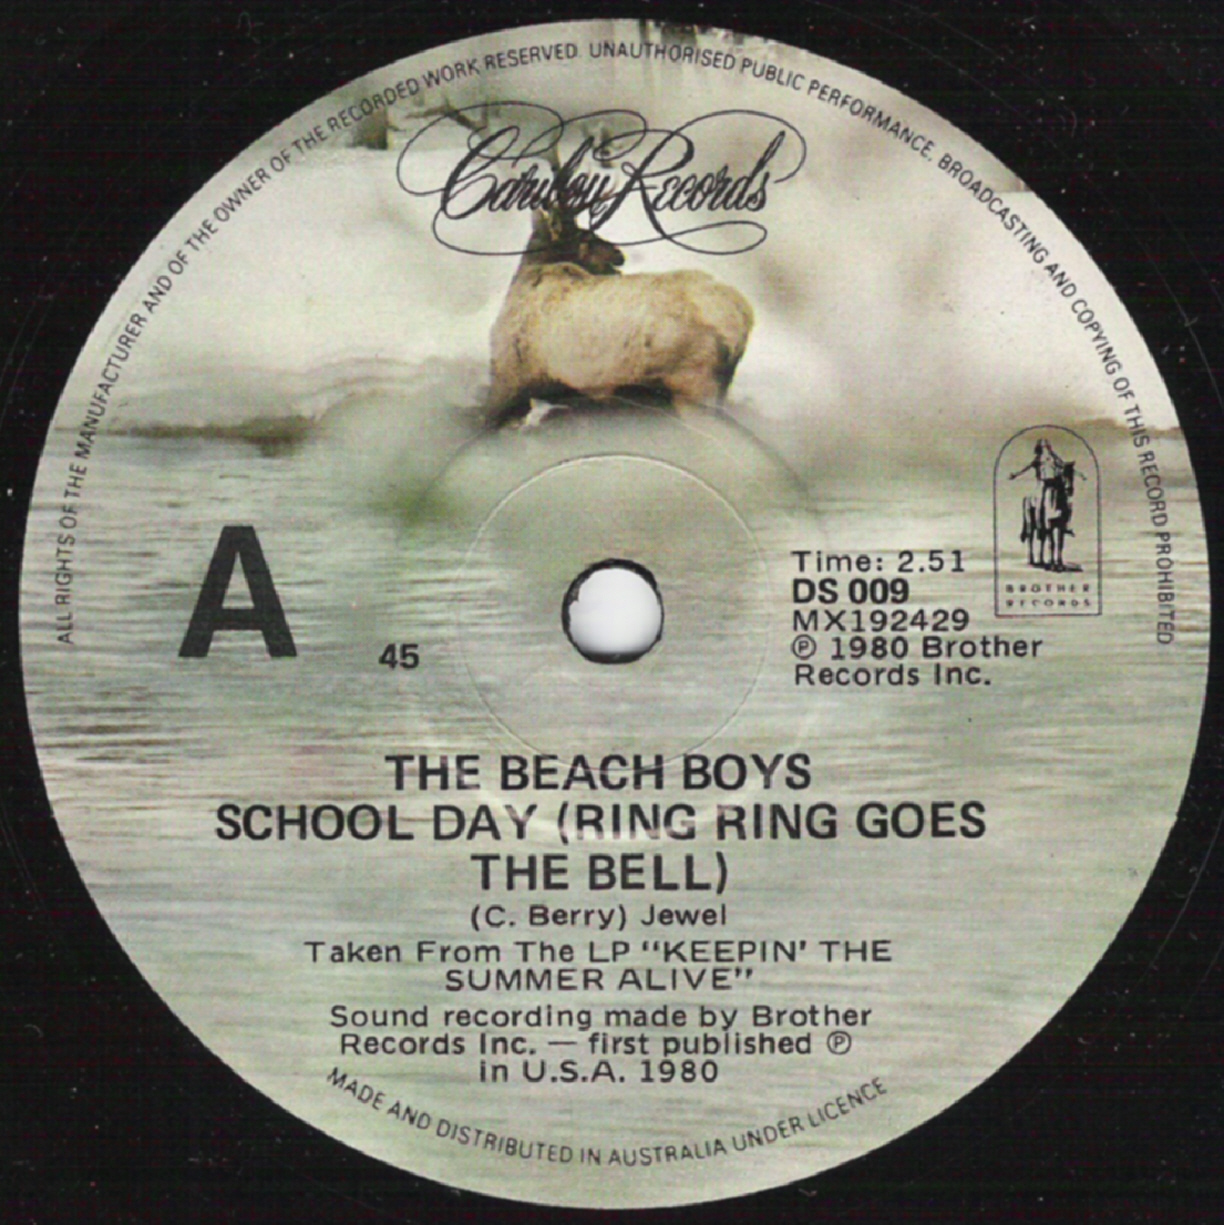 ALL RIGHTS OF THE MANUFACTURER AND OF THE OWNER OF THE RECORDED WORK RESERVED. UNAUTHORISED PUBLIC PERFORMANCE, BROADCASTING AND COPYING OF THIS RECORD PROHIBITED
Caribou Records
BROTHER
RECORDS
A
45
Time: 2.51
DS 009
MX192429
℗ 1980 Brother
Records Inc.
THE BEACH BOYS
SCHOOL DAY (RING RING GOES
THE BELL)
(C. Berry) Jewel
Taken From The LP "KEEPIN' THE
SUMMER ALIVE"
Sound recording made by Brother
Records Inc. — first published ℗
in U.S.A. 1980
MADE AND DISTRIBUTED IN AUSTRALIA UNDER LICENCE